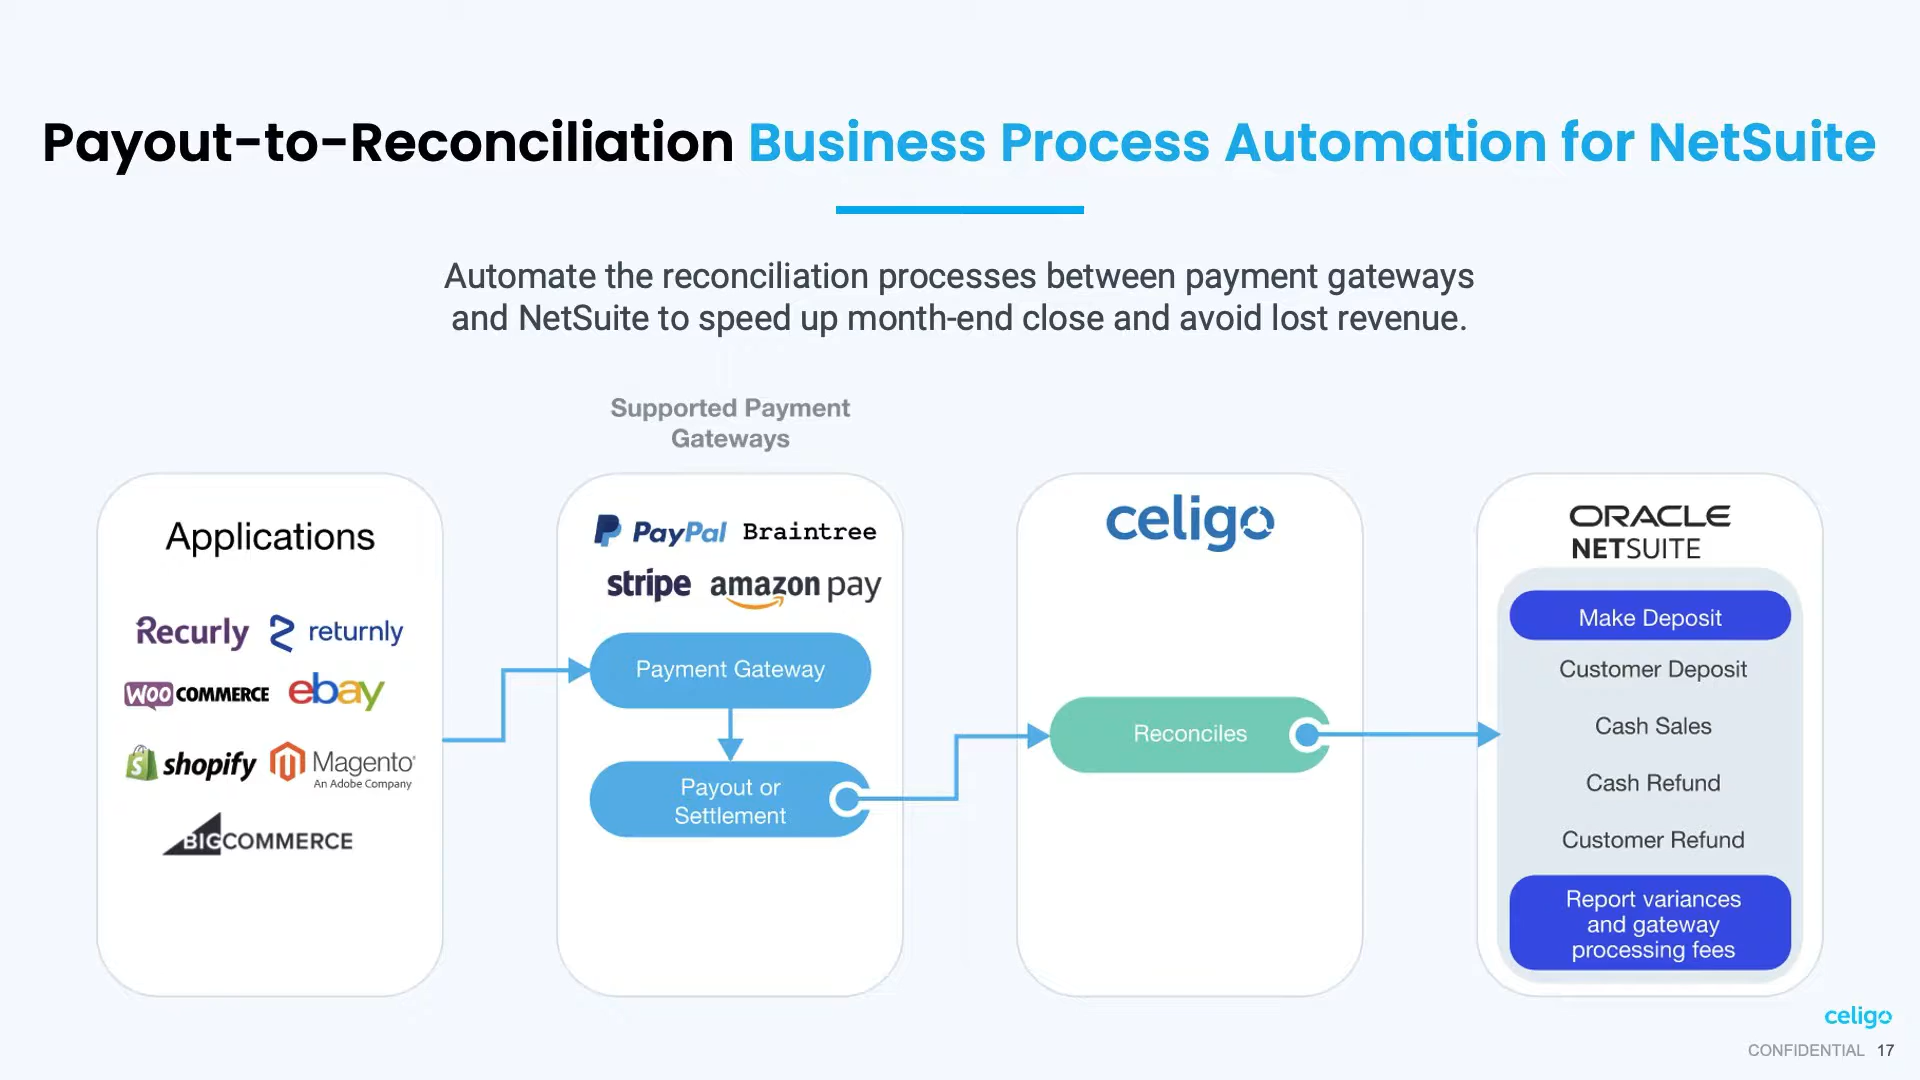 Payout-to-Reconciliation Business Process Automation for NetSuite
Automate the reconciliation processes between payment gateways
and NetSuite to speed up month-end close and avoid lost revenue.
Supported Payment
Gateways
Applications
Recurly returnly
WOO COMMERCE ebay
shopify Magento
An Adobe Company
BIGCOMMERCE
PayPal Braintree
stripe amazon pay
Payment Gateway
Payout or
Settlement
celigo
Reconciles
ORACLE
NETSUITE
Make Deposit
Customer Deposit
Cash Sales
Cash Refund
Customer Refund
Report variances
and gateway
processing fees
celigo
CONFIDENTIAL 17